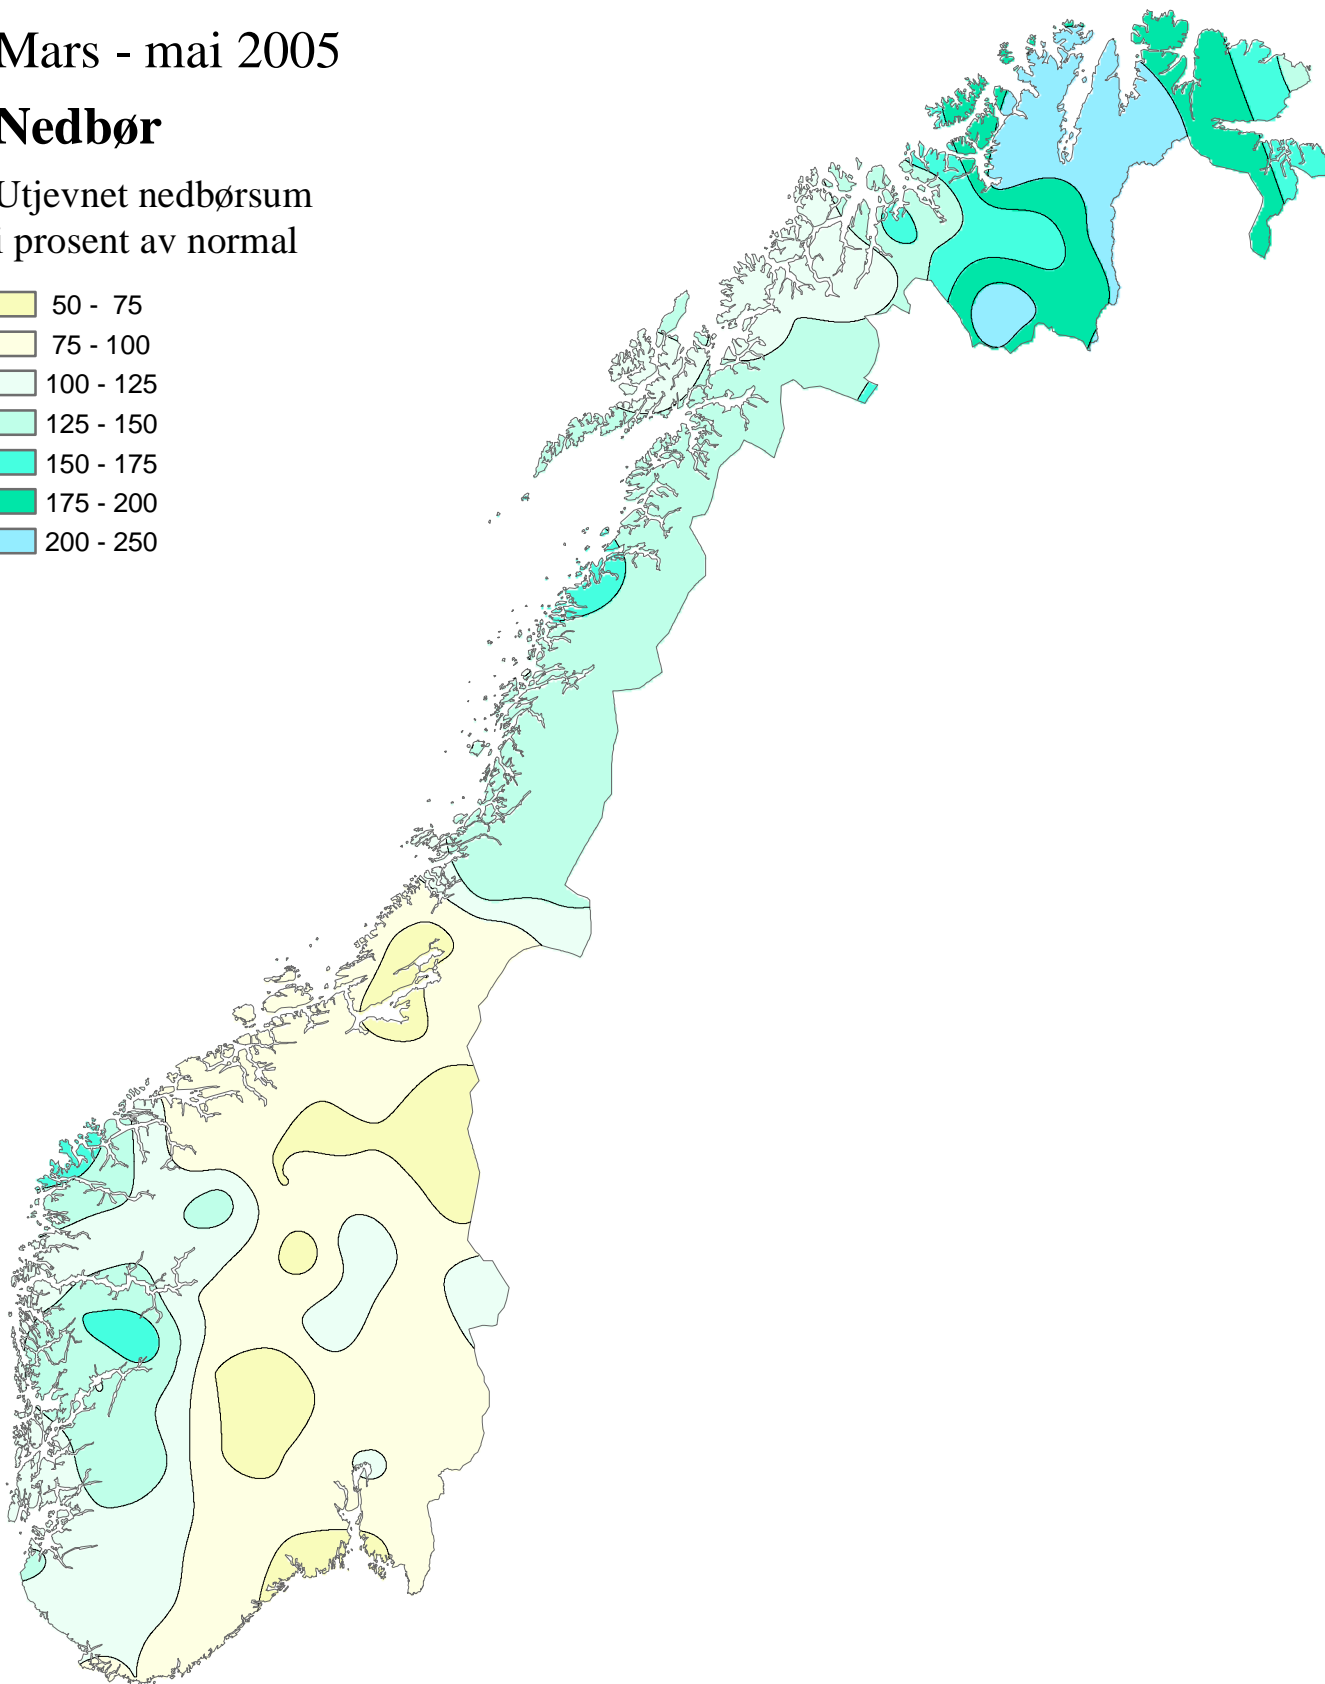 Mars - mai 2005
Nedbør
Utjevnet nedbørsum
i prosent av normal
50 - 75
75 - 100
100 - 125
125 - 150
150 - 175
175 - 200
200 - 250